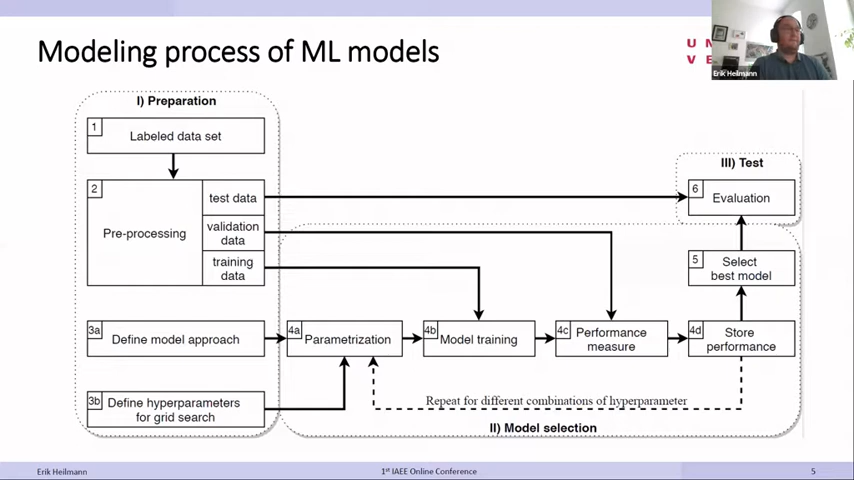 Modeling process of ML models
U N
V E
Erik Heilmann
I) Preparation
1
Labeled data set
2
Pre-processing
test data
validation
data
training
data
III) Test
6
Evaluation
5
Select
best model
3a
Define model approach
4a
Parametrization
4b
Model training
4c
Performance
measure
4d
Store
performance
3b
Define hyperparameters
for grid search
Repeat for different combinations of hyperparameter
II) Model selection
Erik Heilmann
1st IAEE Online Conference
5